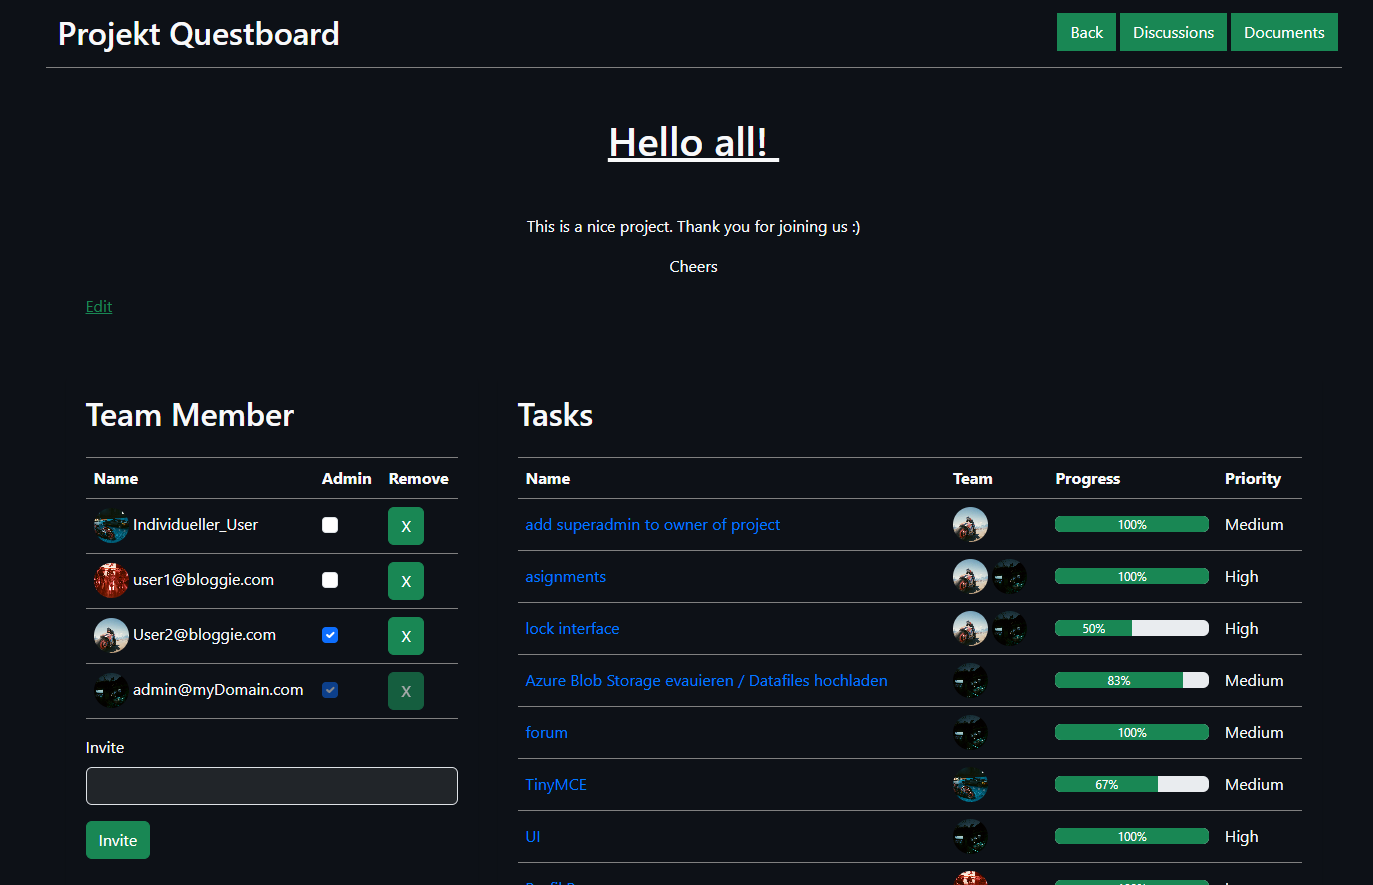 Projekt Questboard
Back Discussions Documents
Hello all!
This is a nice project. Thank you for joining us :)
Cheers
Edit
Team Member
Name Admin Remove
Individueller_User X
user1@bloggie.com X
User2@bloggie.com X
admin@myDomain.com X
Invite
Invite
Tasks
Name Team Progress Priority
add superadmin to owner of project 100% Medium
asignments 100% High
lock interface 50% High
Azure Blob Storage evauieren / Datafiles hochladen 83% Medium
forum 100% Medium
TinyMCE 67% Medium
UI 100% High